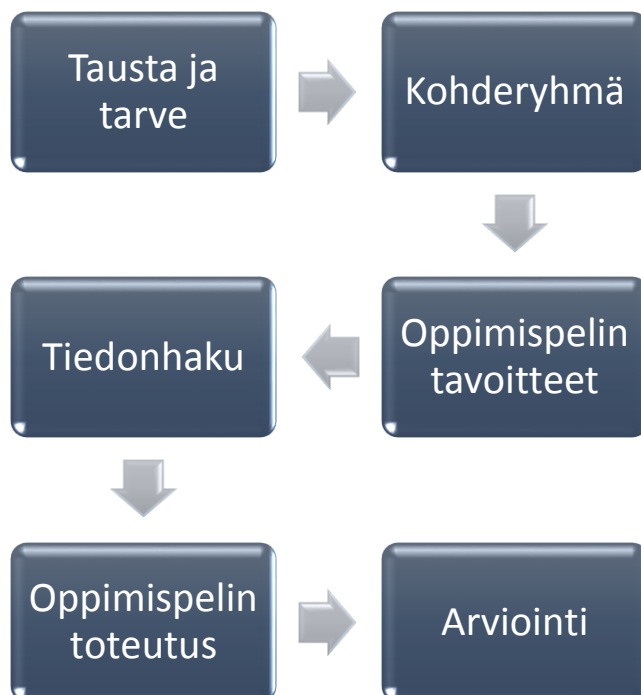 Tausta ja
tarve
Kohderyhmä
Oppimispelin
tavoitteet
Tiedonhaku
Oppimispelin
toteutus
Arviointi